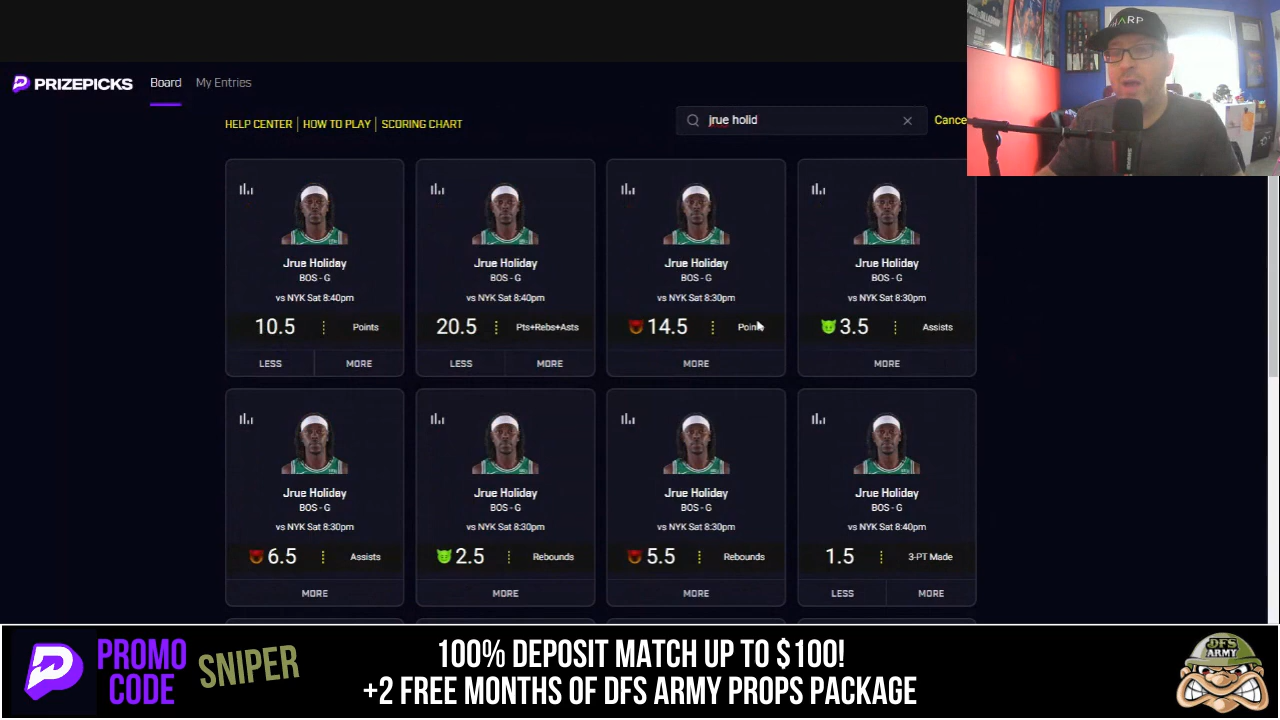 HARP
PRIZEPICKS
Board
My Entries
HELP CENTER
HOW TO PLAY
SCORING CHART
jrue holid
Cance
Jrue Holiday
BOS - G
vs NYK Sat 8:40pm
10.5 Points
LESS MORE
Jrue Holiday
BOS - G
vs NYK Sat 8:40pm
20.5 Pts+Rebs+Asts
LESS MORE
Jrue Holiday
BOS - G
vs NYK Sat 8:30pm
14.5 Points
MORE
Jrue Holiday
BOS - G
vs NYK Sat 8:30pm
3.5 Assists
MORE
Jrue Holiday
BOS - G
vs NYK Sat 8:30pm
6.5 Assists
MORE
Jrue Holiday
BOS - G
vs NYK Sat 8:30pm
2.5 Rebounds
MORE
Jrue Holiday
BOS - G
vs NYK Sat 8:30pm
5.5 Rebounds
MORE
Jrue Holiday
BOS - G
vs NYK Sat 8:40pm
1.5 3-PT Made
LESS MORE
PROMO
CODE
SNIPER
100% DEPOSIT MATCH UP TO $100!
+2 FREE MONTHS OF DFS ARMY PROPS PACKAGE
DFS
ARMY